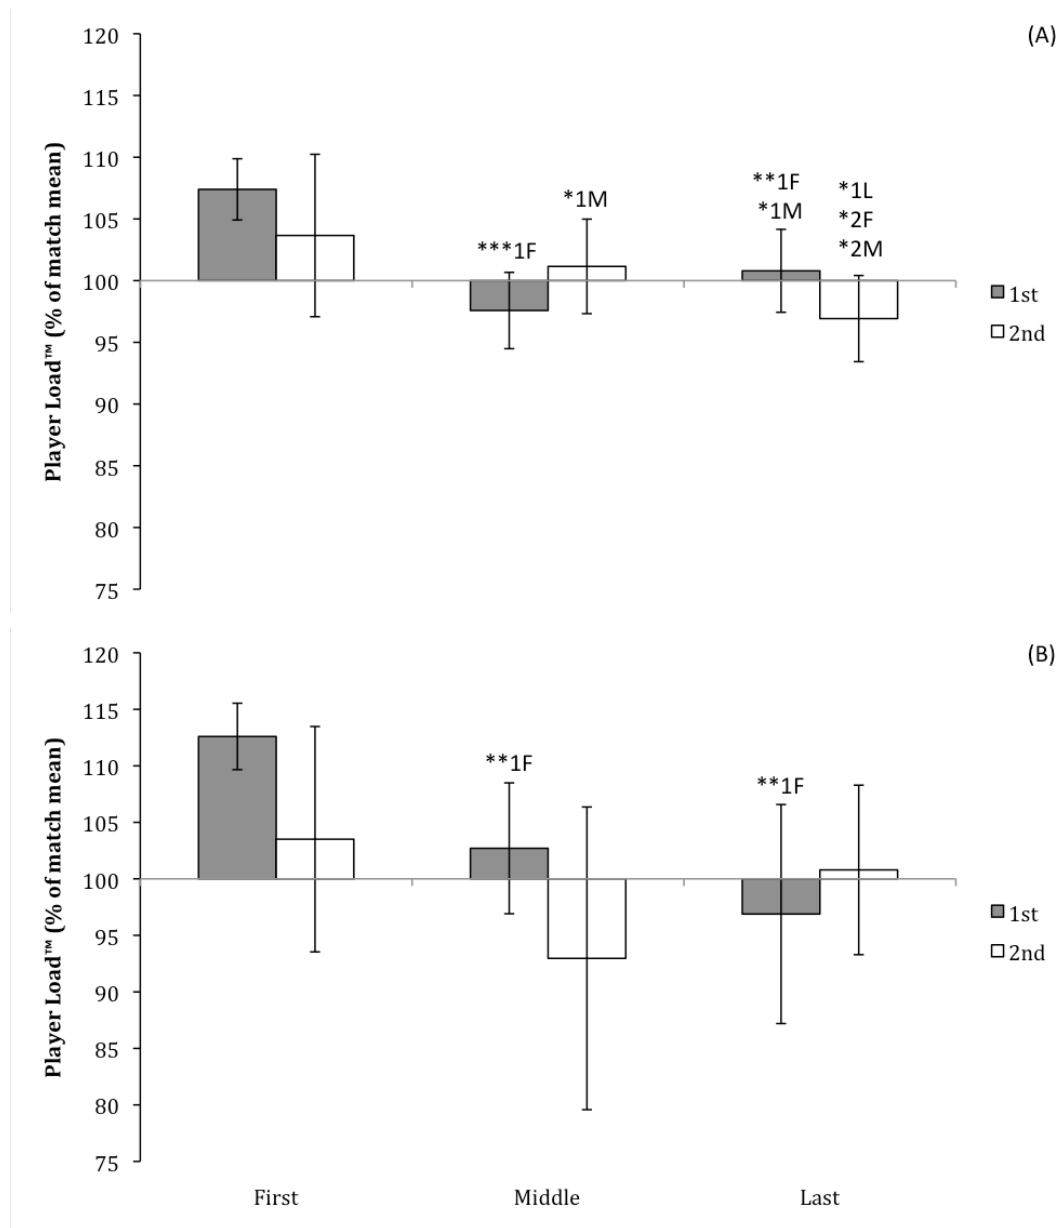 (A)
Player Load™ (% of match mean)
120
115
110
105
100
95
90
85
80
75
***1F
*1M
**1F
*1M
*1L
*2F
*2M
1st
2nd
(B)
Player Load™ (% of match mean)
120
115
110
105
100
95
90
85
80
75
**1F
**1F
1st
2nd
First
Middle
Last